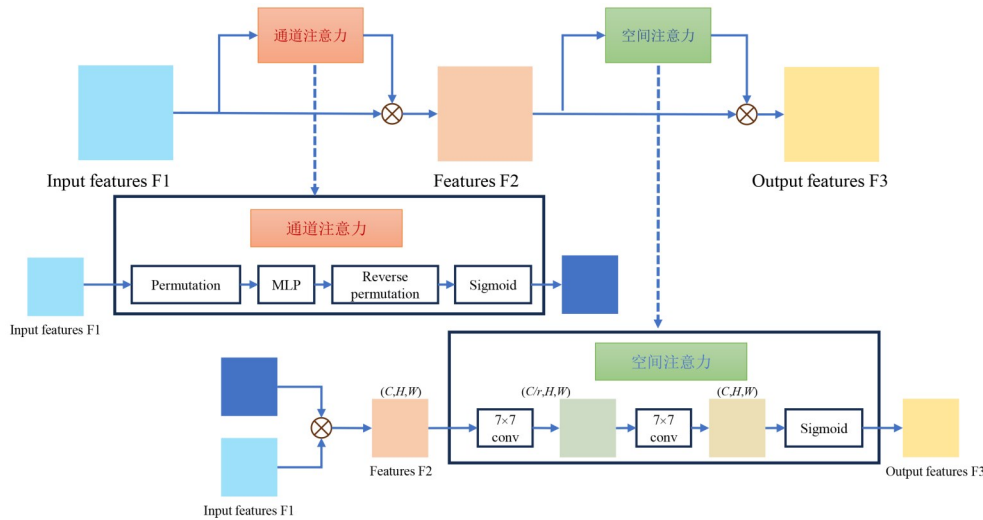 通道注意力
空间注意力
Input features F1
Features F2
Output features F3
通道注意力
Permutation
MLP
Reverse
permutation
Sigmoid
Input features F1
空间注意力
(C,H,W)
(C/r,H,W)
(C,H,W)
7×7
conv
7×7
conv
Sigmoid
Features F2
Output features F3
Input features F1